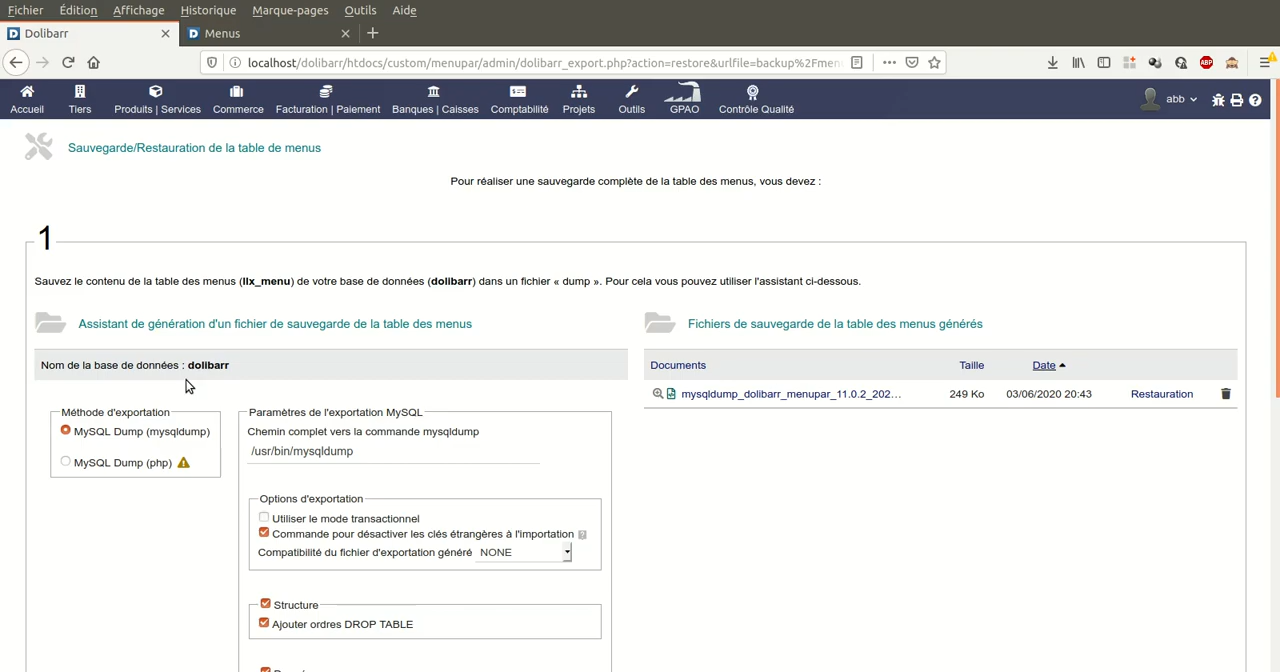 Fichier Édition Affichage Historique Marque-pages Outils Aide
Dolibarr
Menus
localhost/dolibarr/htdocs/custom/menupar/admin/dolibarr_export.php?action=restore&urlfile=backup%2Fmen
ABP
Accueil Tiers Produits | Services Commerce Facturation | Paiement Banques | Caisses Comptabilité Projets Outils GPAO Contrôle Qualité abb
Sauvegarde/Restauration de la table de menus
Pour réaliser une sauvegarde complète de la table des menus, vous devez :
1
Sauvez le contenu de la table des menus (llx_menu) de votre base de données (dolibarr) dans un fichier « dump ». Pour cela vous pouvez utiliser l'assistant ci-dessous.
Assistant de génération d'un fichier de sauvegarde de la table des menus
Nom de la base de données : dolibarr
Méthode d'exportation
MySQL Dump (mysqldump)
MySQL Dump (php)
Paramètres de l'exportation MySQL
Chemin complet vers la commande mysqldump
/usr/bin/mysqldump
Options d'exportation
Utiliser le mode transactionnel
Commande pour désactiver les clés étrangères à l'importation ?
Compatibilité du fichier d'exportation généré NONE
Structure
Ajouter ordres DROP TABLE
Fichiers de sauvegarde de la table des menus générés
Documents Taille Date
mysqldump_dolibarr_menupar_11.0.2_202… 249 Ko 03/06/2020 20:43 Restauration